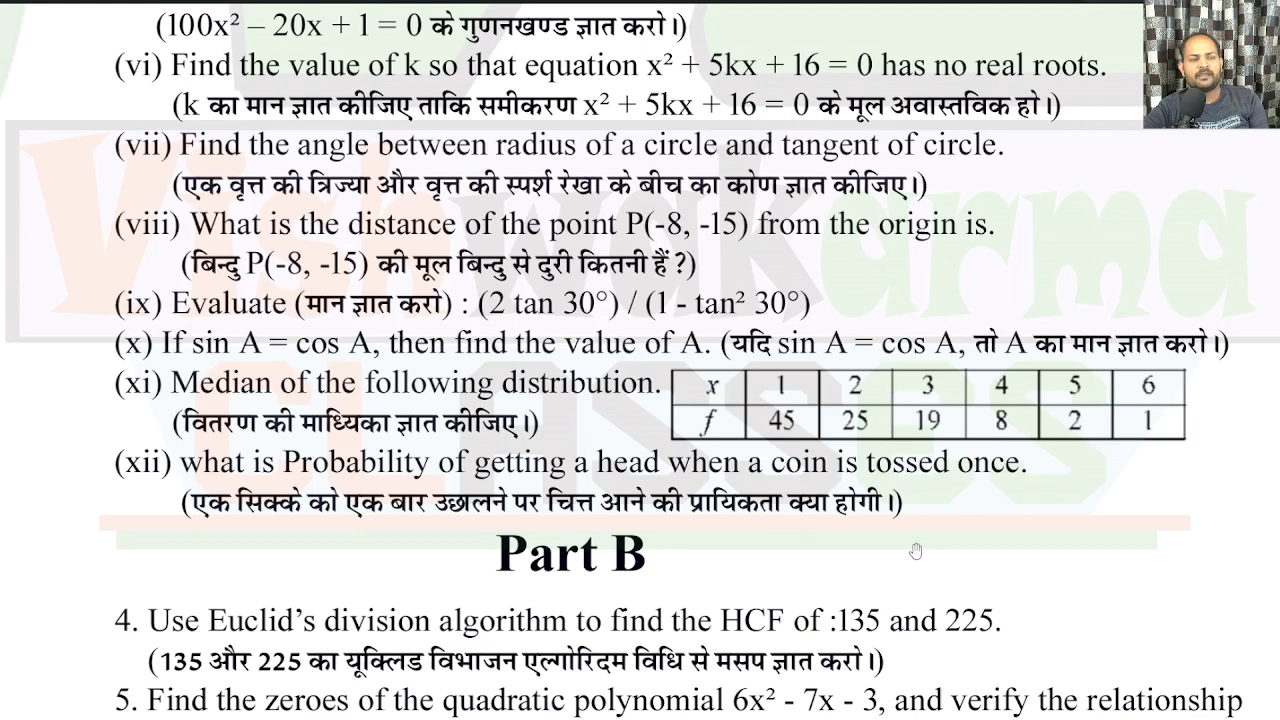 (100x² – 20x + 1 = 0 के गुणनखण्ड ज्ञात करो।)
(vi) Find the value of k so that equation x² + 5kx + 16 = 0 has no real roots.
(k का मान ज्ञात कीजिए ताकि समीकरण x² + 5kx + 16 = 0 के मूल अवास्तविक हो।)
(vii) Find the angle between radius of a circle and tangent of circle.
(एक वृत्त की त्रिज्या और वृत्त की स्पर्श रेखा के बीच का कोण ज्ञात कीजिए।)
(viii) What is the distance of the point P(-8, -15) from the origin is.
(बिन्दु P(-8, -15) की मूल बिन्दु से दुरी कितनी हैं ?)
(ix) Evaluate (मान ज्ञात करो) : (2 tan 30°) / (1 - tan² 30°)
(x) If sin A = cos A, then find the value of A. (यदि sin A = cos A, तो A का मान ज्ञात करो।)
(xi) Median of the following distribution. x 1 2 3 4 5 6
(वितरण की माध्यिका ज्ञात कीजिए।) f 45 25 19 8 2 1
(xii) what is Probability of getting a head when a coin is tossed once.
(एक सिक्के को एक बार उछालने पर चित्त आने की प्रायिकता क्या होगी।)
Part B
4. Use Euclid's division algorithm to find the HCF of :135 and 225.
(135 और 225 का यूक्लिड विभाजन एल्गोरिदम विधि से मसप ज्ञात करो।)
5. Find the zeroes of the quadratic polynomial 6x² - 7x - 3, and verify the relationship
Vishwakarma
CLASSES